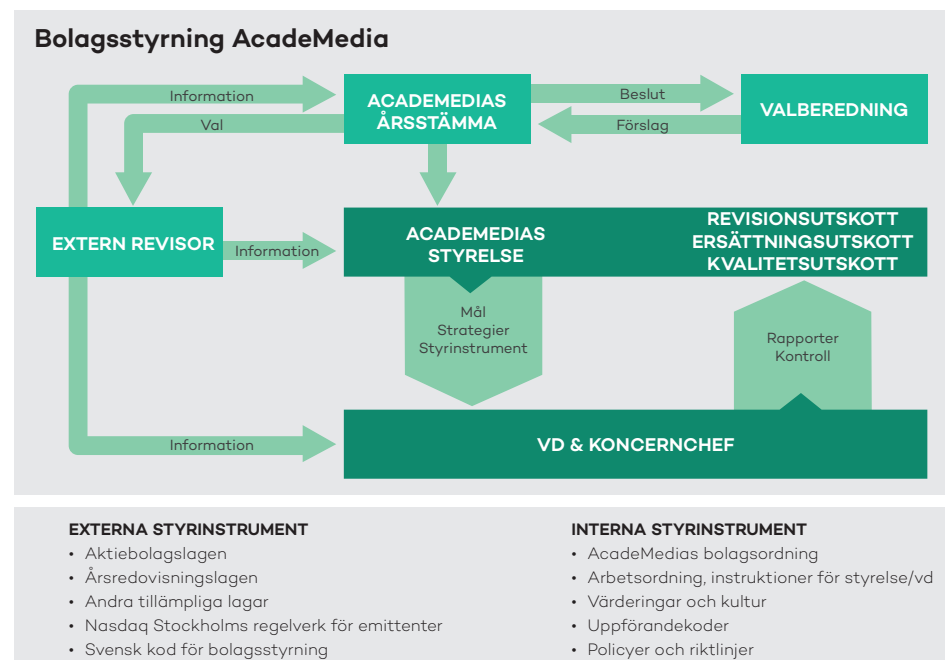 Bolagsstyrning AcadeMedia
Information
ACADEMEDIAS
ÅRSSTÄMMA
Beslut
VALBEREDNING
Val
Förslag
EXTERN REVISOR
Information
ACADEMEDIAS
STYRELSE
REVISIONSUTSKOTT
ERSÄTTNINGSUTSKOTT
KVALITETSUTSKOTT
Mål
Strategier
Styrinstrument
Rapporter
Kontroll
Information
VD & KONCERNCHEF
EXTERNA STYRINSTRUMENT
• Aktiebolagslagen
• Årsredovisningslagen
• Andra tillämpliga lagar
• Nasdaq Stockholms regelverk för emittenter
• Svensk kod för bolagsstyrning
INTERNA STYRINSTRUMENT
• AcadeMedias bolagsordning
• Arbetsordning, instruktioner för styrelse/vd
• Värderingar och kultur
• Uppförandekoder
• Policyer och riktlinjer